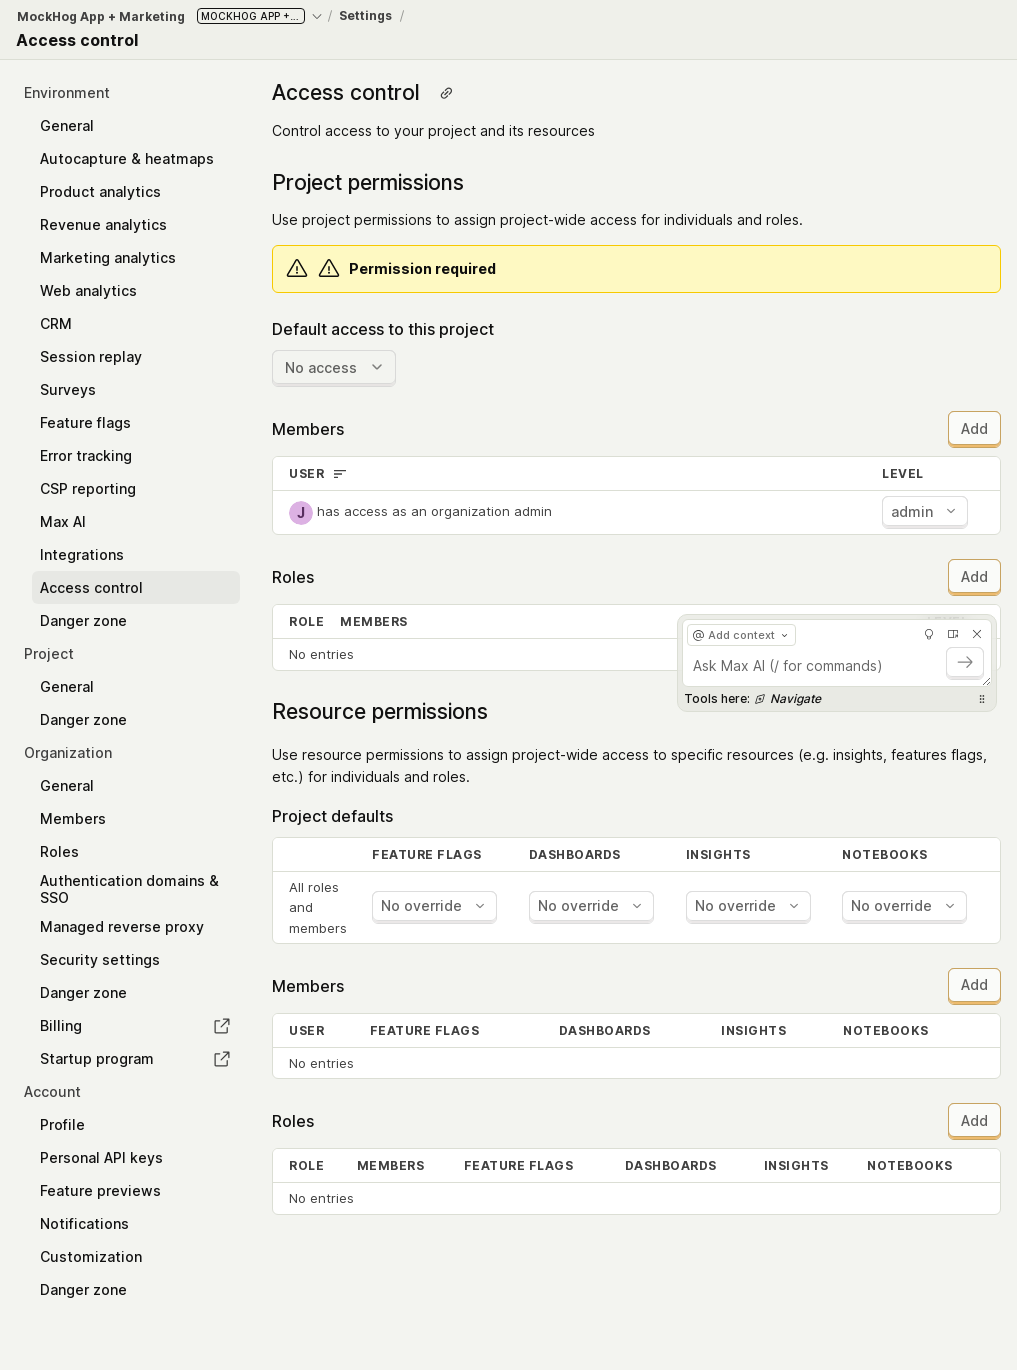 MockHog App + Marketing MOCKHOG APP +... / Settings /
Access control
Environment
General
Autocapture & heatmaps
Product analytics
Revenue analytics
Marketing analytics
Web analytics
CRM
Session replay
Surveys
Feature flags
Error tracking
CSP reporting
Max AI
Integrations
Access control
Danger zone
Project
General
Danger zone
Organization
General
Members
Roles
Authentication domains &
SSO
Managed reverse proxy
Security settings
Danger zone
Billing
Startup program
Account
Profile
Personal API keys
Feature previews
Notifications
Customization
Danger zone
Access control
Control access to your project and its resources
Project permissions
Use project permissions to assign project-wide access for individuals and roles.
Permission required
Default access to this project
No access
Members Add
USER LEVEL
J has access as an organization admin admin
Roles Add
ROLE MEMBERS
No entries
@ Add context
Ask Max AI (/ for commands)
Tools here: Navigate
Resource permissions
Use resource permissions to assign project-wide access to specific resources (e.g. insights, features flags,
etc.) for individuals and roles.
Project defaults
FEATURE FLAGS DASHBOARDS INSIGHTS NOTEBOOKS
All roles
and
members
No override No override No override No override
Members Add
USER FEATURE FLAGS DASHBOARDS INSIGHTS NOTEBOOKS
No entries
Roles Add
ROLE MEMBERS FEATURE FLAGS DASHBOARDS INSIGHTS NOTEBOOKS
No entries